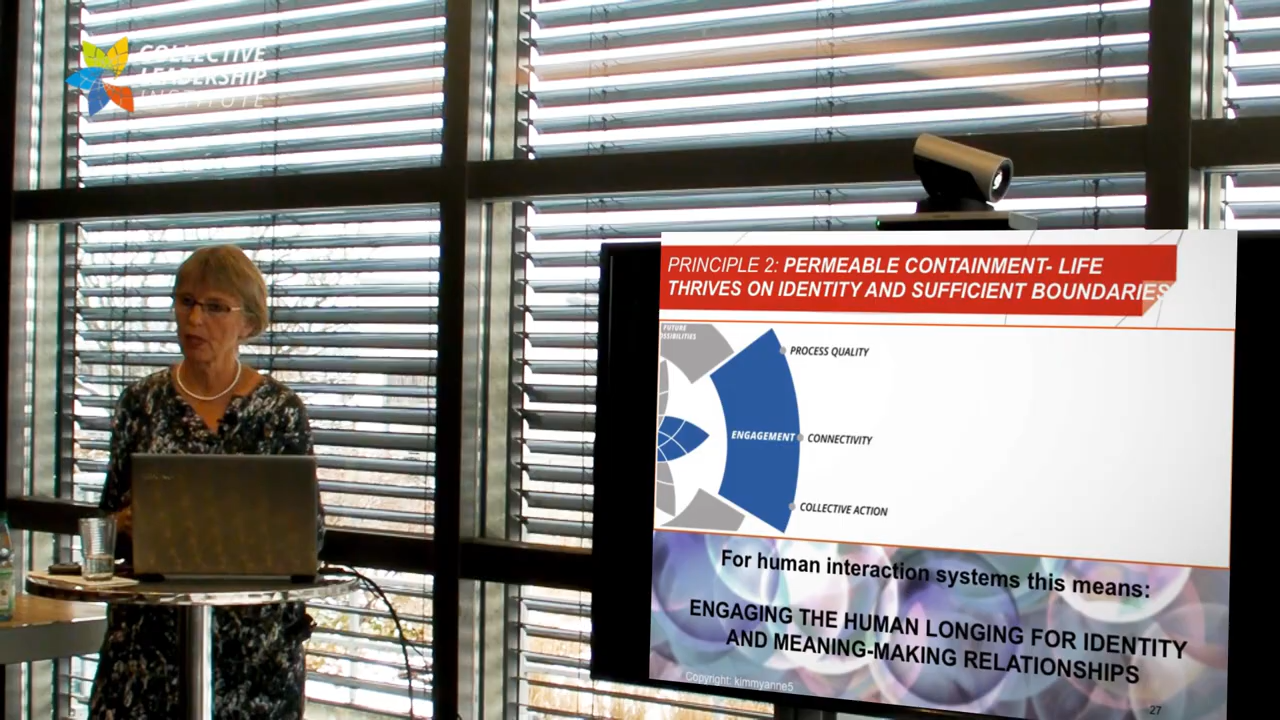 COLLECTIVE
LEADERSHIP
INSTITUTE
PRINCIPLE 2: PERMEABLE CONTAINMENT- LIFE
THRIVES ON IDENTITY AND SUFFICIENT BOUNDARIES
FUTURE
PROCESS QUALITY
ENGAGEMENT
CONNECTIVITY
COLLECTIVE ACTION
For human interaction systems this means:
ENGAGING THE HUMAN LONGING FOR IDENTITY
AND MEANING-MAKING RELATIONSHIPS
Copyright: kimmyanne5
27